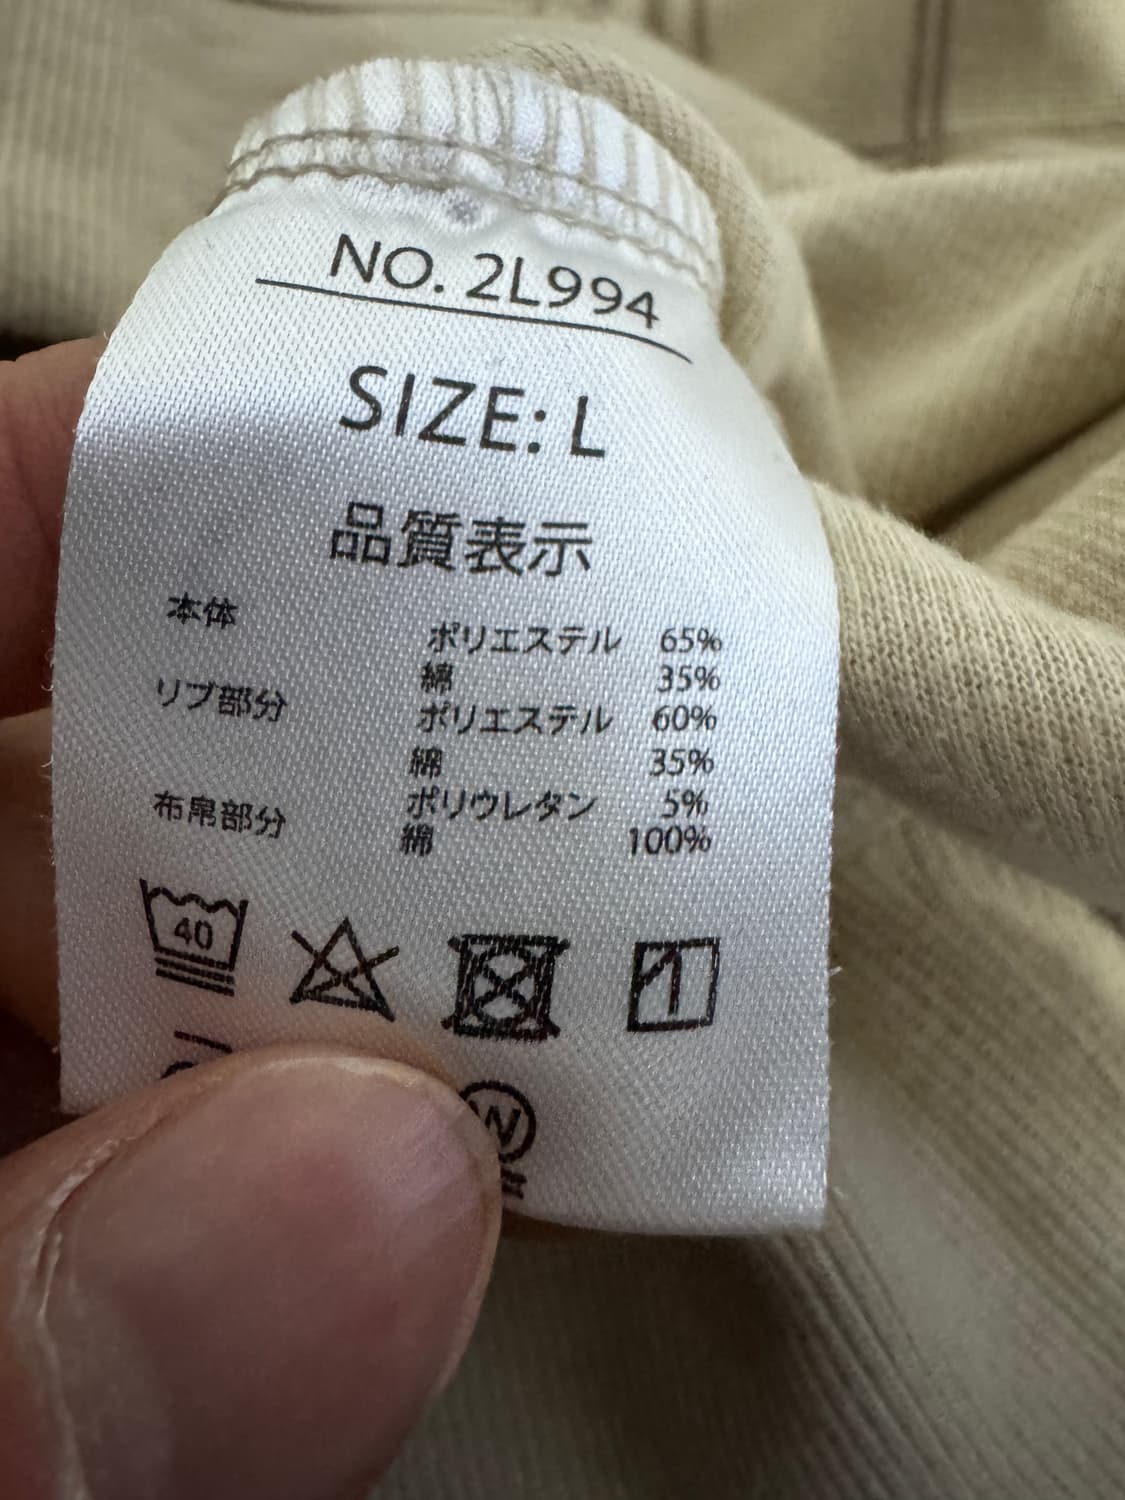 NO. 2L994
SIZE: L
品質表示
本体 ポリエステル 65%
綿 35%
リブ部分 ポリエステル 60%
綿 35%
ポリウレタン 5%
布帛部分 綿 100%
40
W